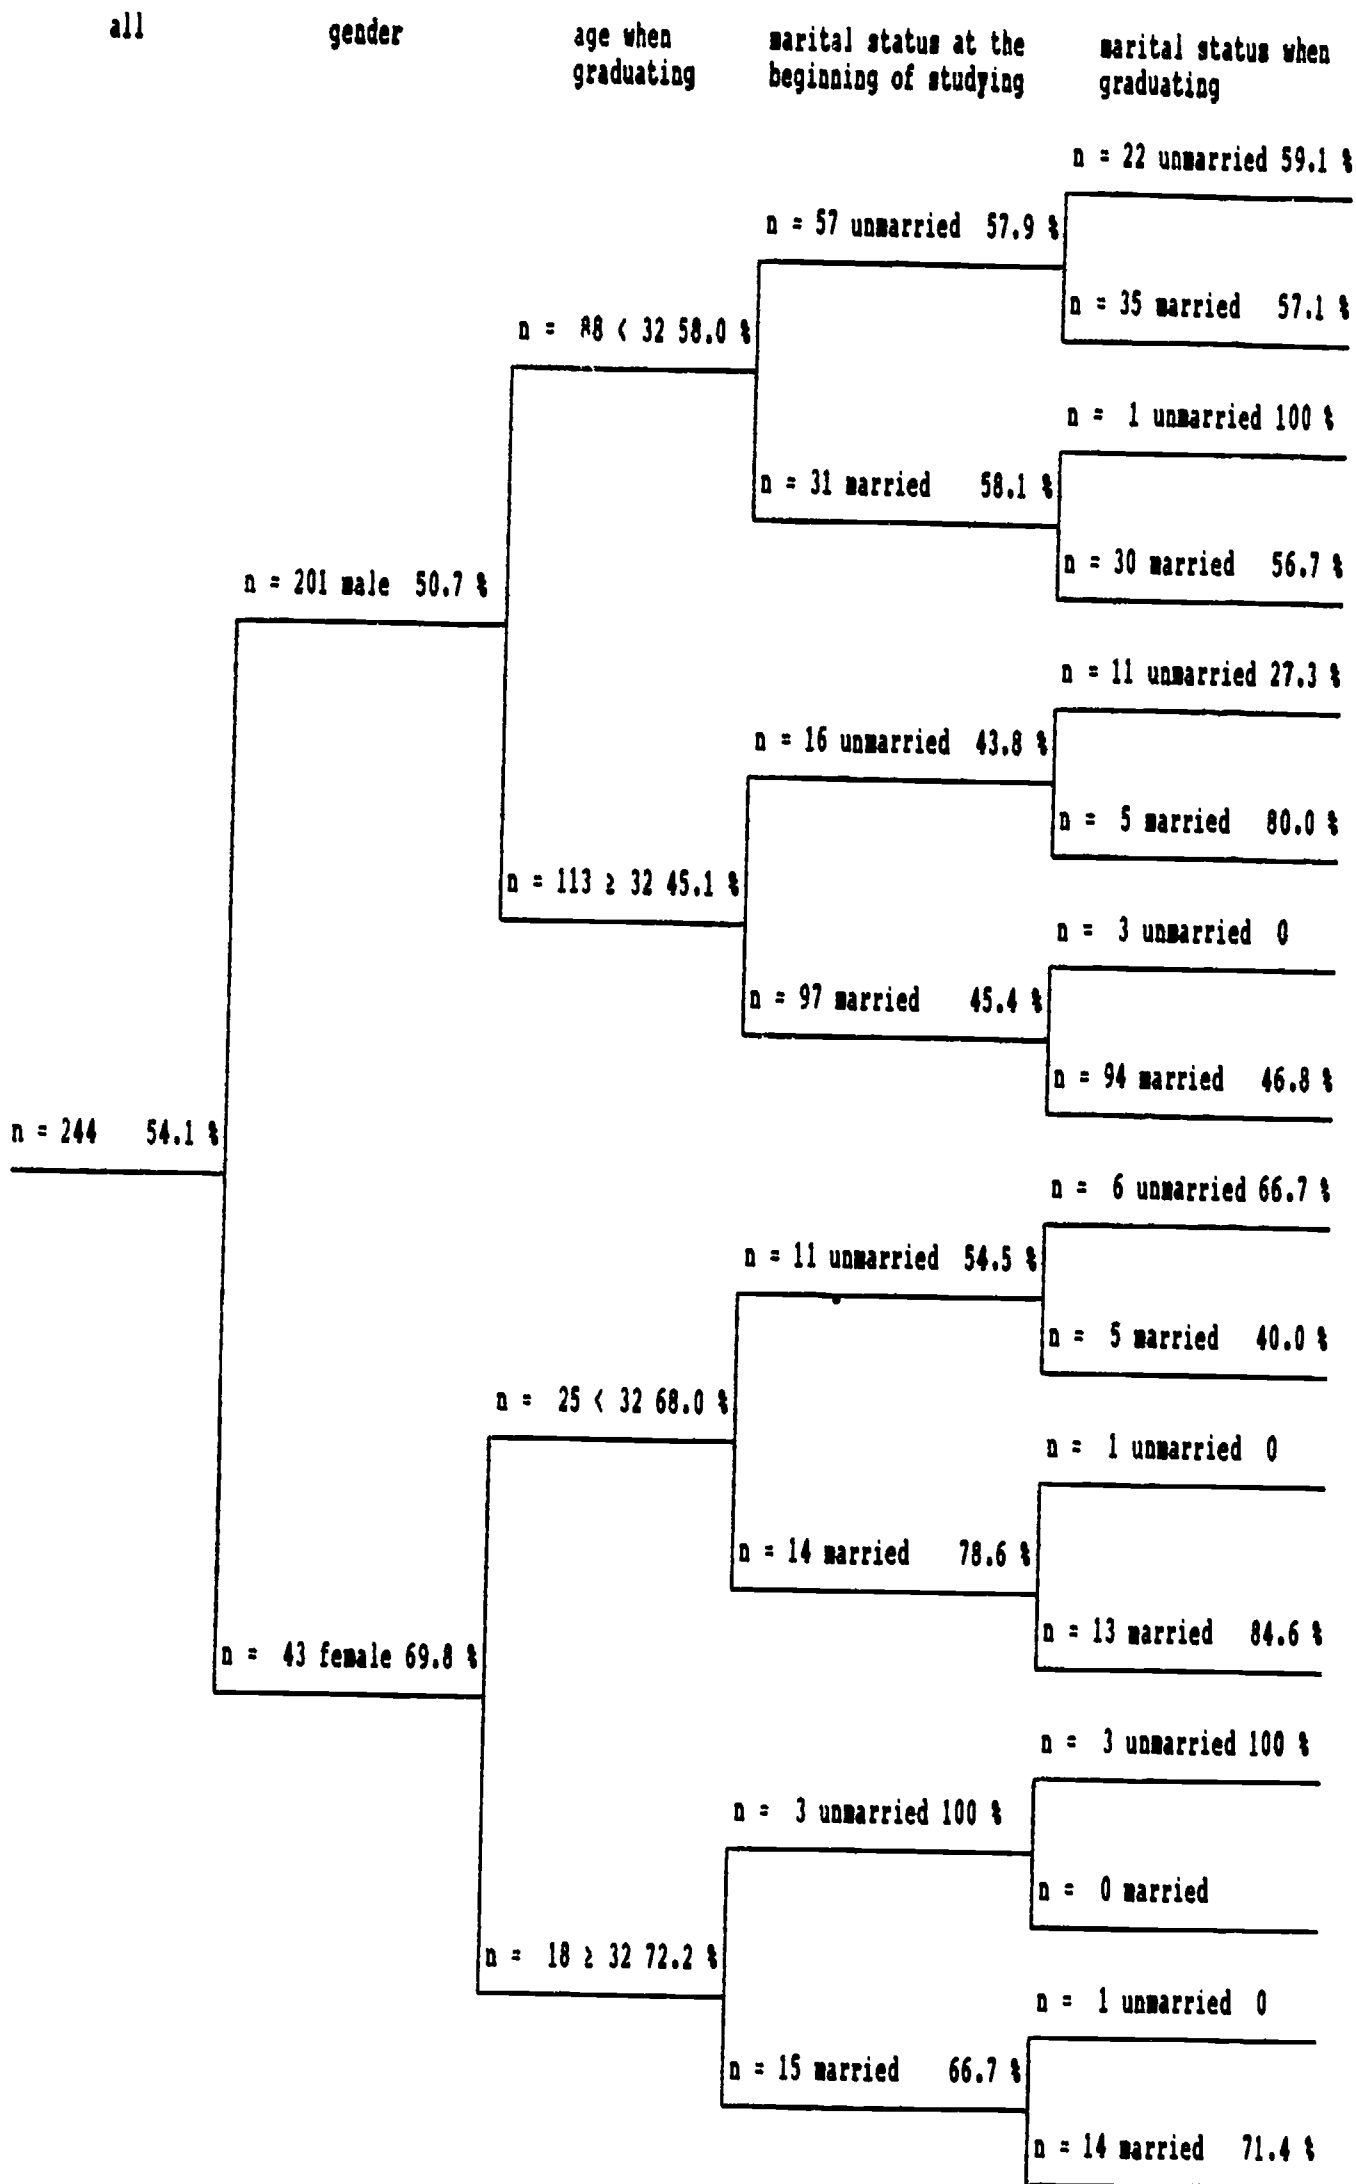 all
gender
age when
graduating
marital status at the
beginning of studying
marital status when
graduating
n = 22 unmarried 59.1 %
n = 57 unmarried 57.9 %
n = 35 married 57.1 %
n = 88 < 32 58.0 %
n = 1 unmarried 100 %
n = 31 married 58.1 %
n = 30 married 56.7 %
n = 201 male 50.7 %
n = 11 unmarried 27.3 %
n = 16 unmarried 43.8 %
n = 5 married 80.0 %
n = 113 ≥ 32 45.1 %
n = 3 unmarried 0
n = 97 married 45.4 %
n = 94 married 46.8 %
n = 244 54.1 %
n = 6 unmarried 66.7 %
n = 11 unmarried 54.5 %
n = 5 married 40.0 %
n = 25 < 32 68.0 %
n = 1 unmarried 0
n = 14 married 78.6 %
n = 13 married 84.6 %
n = 43 female 69.8 %
n = 3 unmarried 100 %
n = 3 unmarried 100 %
n = 0 married
n = 18 ≥ 32 72.2 %
n = 1 unmarried 0
n = 15 married 66.7 %
n = 14 married 71.4 %